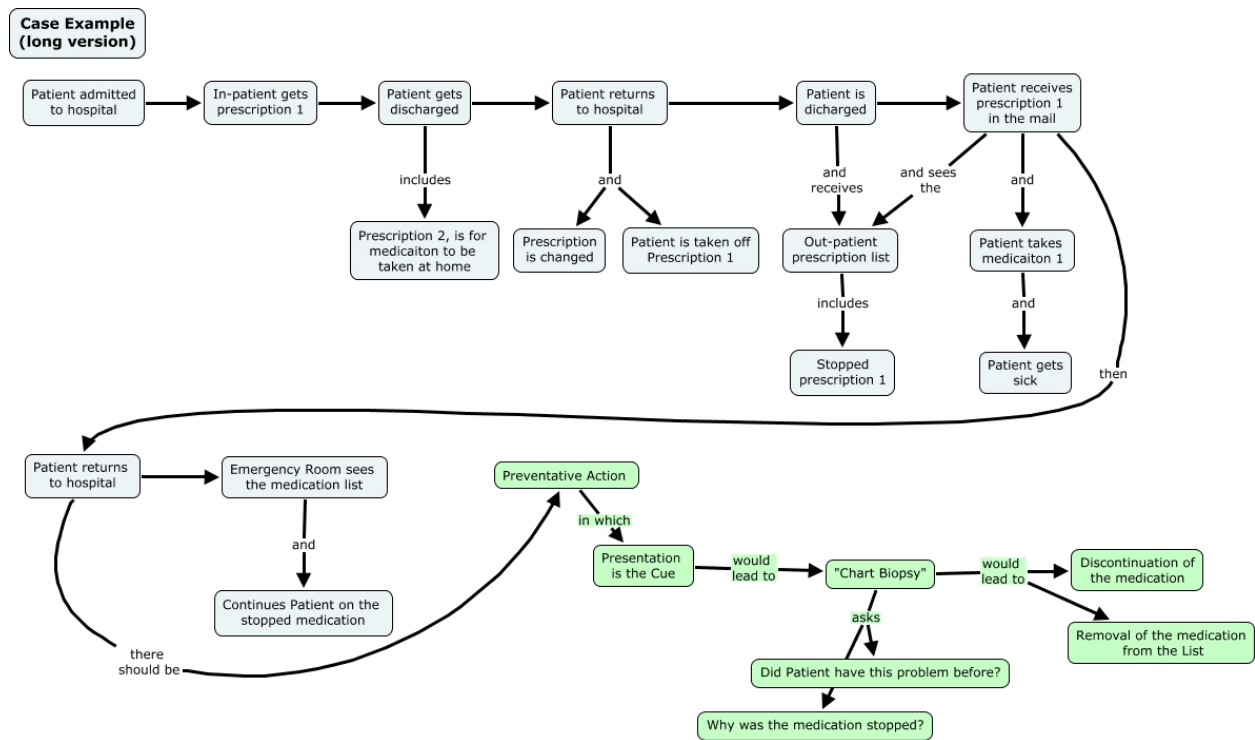 Case Example
(long version)
Patient admitted
to hospital
In-patient gets
prescription 1
Patient gets
discharged
Patient returns
to hospital
Patient is
dicharged
Patient receives
prescription 1
in the mail
includes
and
and
receives
and sees
the
and
Prescription 2, is for
medicaiton to be
taken at home
Prescription
is changed
Patient is taken off
Prescription 1
Out-patient
prescription list
Patient takes
medicaiton 1
includes
and
Stopped
prescription 1
Patient gets
sick
then
Patient returns
to hospital
Emergency Room sees
the medication list
and
Continues Patient on the
stopped medication
there
should be
Preventative Action
in which
Presentation
is the Cue
would
lead to
"Chart Biopsy"
would
lead to
Discontinuation of
the medication
Removal of the medication
from the List
asks
Did Patient have this problem before?
Why was the medication stopped?